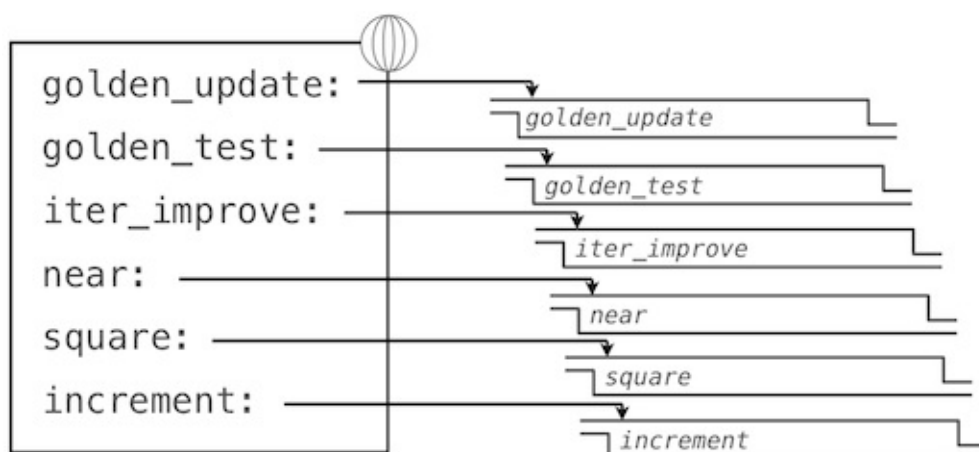 golden_update:
golden_update
golden_test:
golden_test
iter_improve:
iter_improve
near:
near
square:
square
increment:
increment